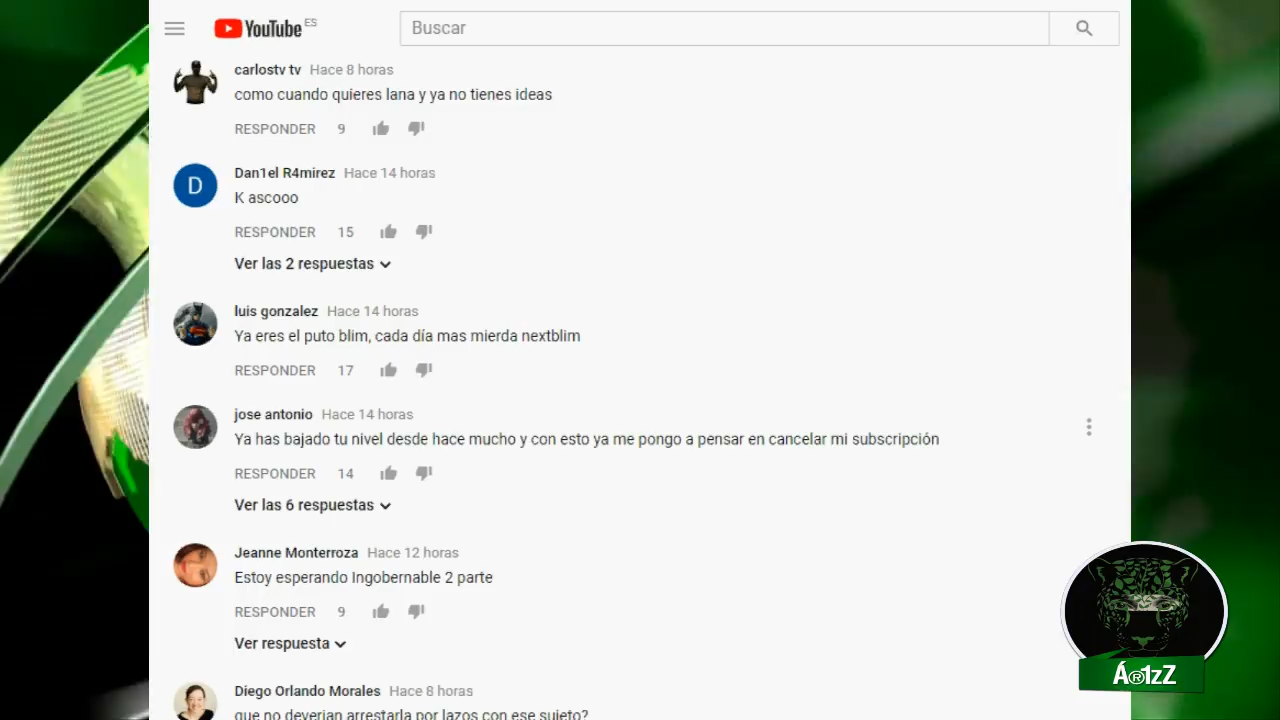 YouTube ES
Buscar
carlostv tv Hace 8 horas
como cuando quieres lana y ya no tienes ideas
RESPONDER 9
D
Dan1el R4mirez Hace 14 horas
K ascooo
RESPONDER 15
Ver las 2 respuestas
luis gonzalez Hace 14 horas
Ya eres el puto blim, cada día mas mierda nextblim
RESPONDER 17
jose antonio Hace 14 horas
Ya has bajado tu nivel desde hace mucho y con esto ya me pongo a pensar en cancelar mi subscripción
RESPONDER 14
Ver las 6 respuestas
Jeanne Monterroza Hace 12 horas
Estoy esperando Ingobernable 2 parte
RESPONDER 9
Ver respuesta
Diego Orlando Morales Hace 8 horas
que no deverian arrestarla por lazos con ese sujeto?
Á®1zZ